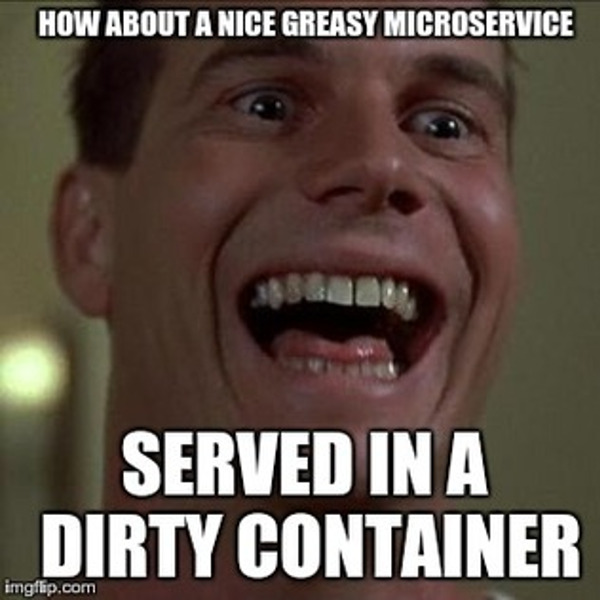 HOW ABOUT A NICE GREASY MICROSERVICE
SERVED IN A
DIRTY CONTAINER
imgflip.com